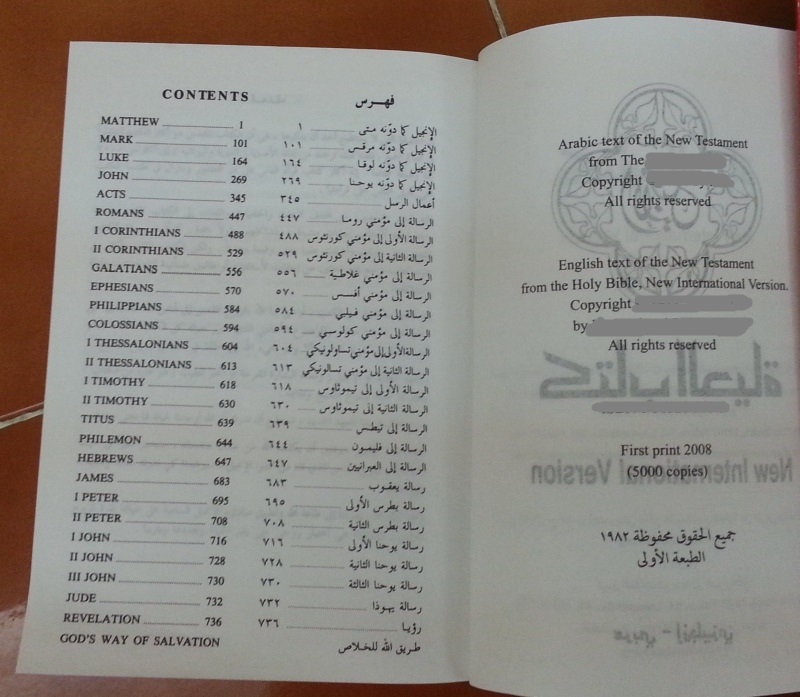 CONTENTS فهـرس
MATTHEW 1 ١ الإنجيل كما دوّنه متى
MARK 101 ١٠١ الإنجيل كما دوّنه مرقس
LUKE 164 ١٦٤ الإنجيل كما دوّنه لوقا
JOHN 269 ٢٦٩ الإنجيل كما دوّنه يوحنا
ACTS 345 ٣٤٥ أعمال الرسل
ROMANS 447 ٤٤٧ الرسالة إلى مؤمني روما
I CORINTHIANS 488 ٤٨٨ الرسالة الأولى إلى مؤمني كورنثوس
II CORINTHIANS 529 ٥٢٩ الرسالة الثانية إلى مؤمني كورنثوس
GALATIANS 556 ٥٥٦ الرسالة إلى مؤمني غلاطية
EPHESIANS 570 ٥٧٠ الرسالة إلى مؤمني أفسس
PHILIPPIANS 584 ٥٨٤ الرسالة إلى مؤمني فيلبي
COLOSSIANS 594 ٥٩٤ الرسالة إلى مؤمني كولوسي
I THESSALONIANS 604 ٦٠٤ الرسالة الأولى إلى مؤمني تسالونيكي
II THESSALONIANS 613 ٦١٣ الرسالة الثانية إلى مؤمني تسالونيكي
I TIMOTHY 618 ٦١٨ الرسالة الأولى إلى تيموثاوس
II TIMOTHY 630 ٦٣٠ الرسالة الثانية إلى تيموثاوس
TITUS 639 ٦٣٩ الرسالة إلى تيطس
PHILEMON 644 ٦٤٤ الرسالة إلى فليمون
HEBREWS 647 ٦٤٧ الرسالة إلى العبرانيين
JAMES 683 ٦٨٣ رسالة يعقوب
I PETER 695 ٦٩٥ رسالة بطرس الأولى
II PETER 708 ٧٠٨ رسالة بطرس الثانية
I JOHN 716 ٧١٦ رسالة يوحنا الأولى
II JOHN 728 ٧٢٨ رسالة يوحنا الثانية
III JOHN 730 ٧٣٠ رسالة يوحنا الثالثة
JUDE 732 ٧٣٢ رسالة يهوذا
REVELATION 736 ٧٣٦ رؤيا
GOD'S WAY OF SALVATION طريق الله للخلاص
Arabic text of the New Testament
from The
Copyright
All rights reserved
English text of the New Testament
from the Holy Bible, New International Version.
Copyright
by
All rights reserved
First print 2008
(5000 copies)
New International Version
جميع الحقوق محفوظة ١٩٨٢
الطبعة الأولى